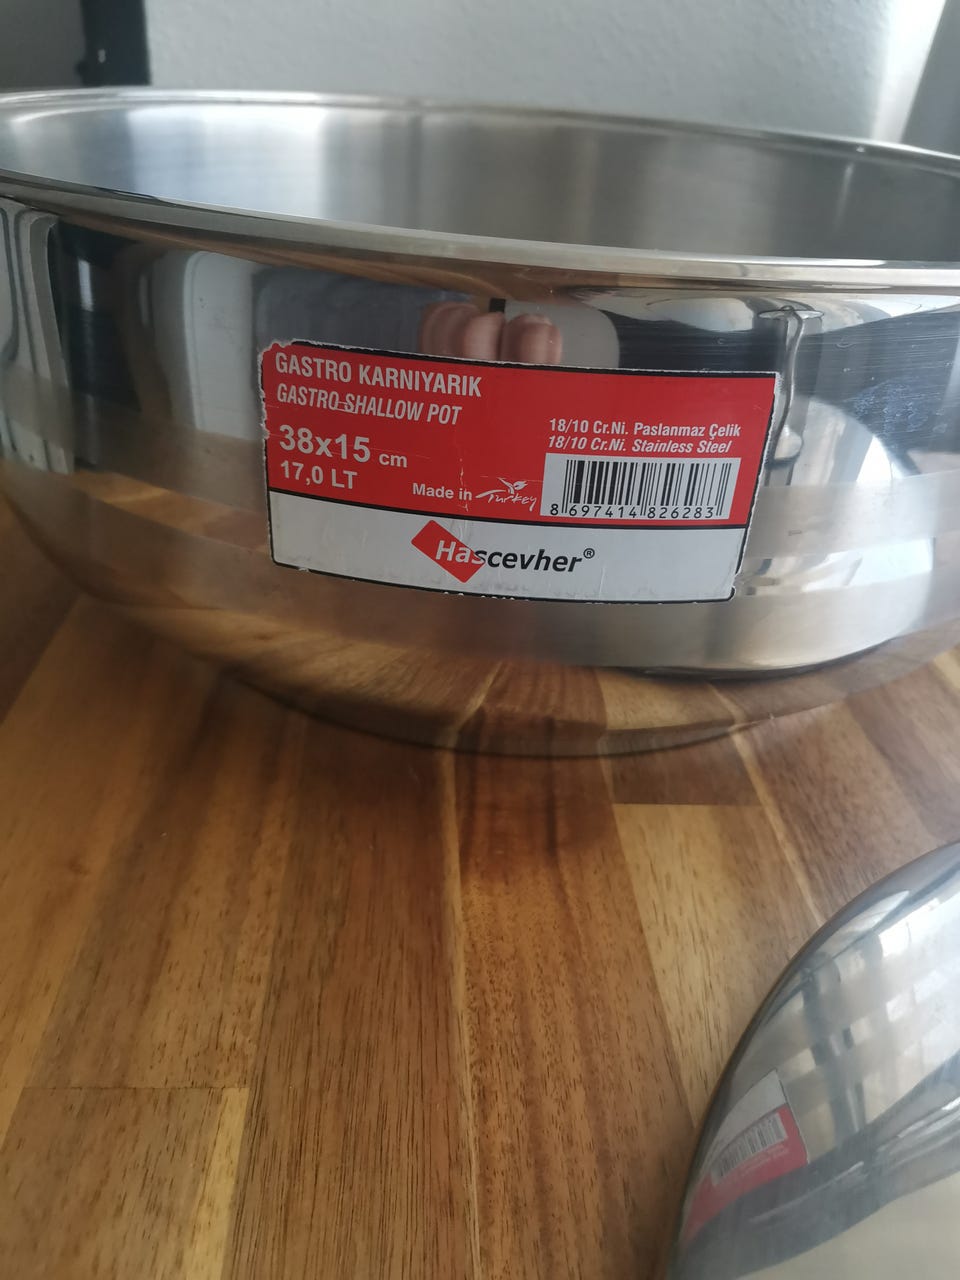 GASTRO KARNIYARIK
GASTRO SHALLOW POT
38x15 cm
17,0 LT
18/10 Cr.Ni. Paslanmaz Çelik
18/10 Cr.Ni. Stainless Steel
Made in Turkey
8 697414 826283
Hascevher®